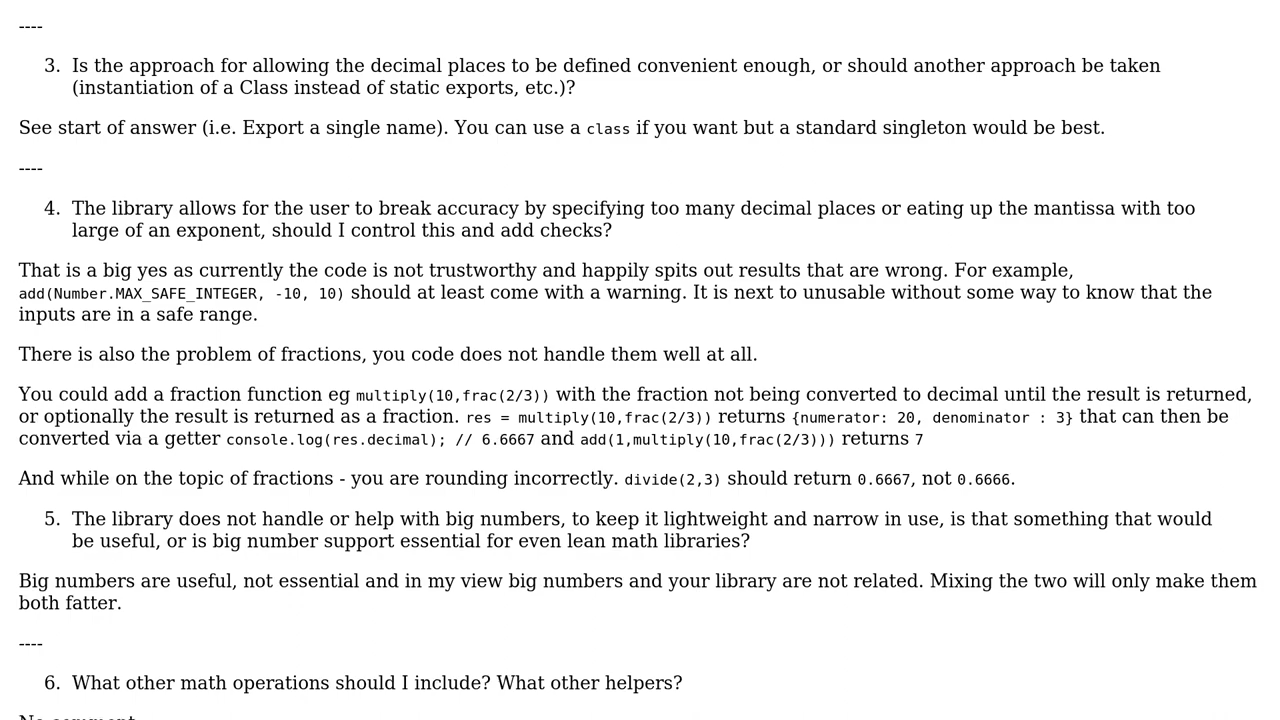 ----
3. Is the approach for allowing the decimal places to be defined convenient enough, or should another approach be taken
(instantiation of a Class instead of static exports, etc.)?
See start of answer (i.e. Export a single name). You can use a class if you want but a standard singleton would be best.
----
4. The library allows for the user to break accuracy by specifying too many decimal places or eating up the mantissa with too
large of an exponent, should I control this and add checks?
That is a big yes as currently the code is not trustworthy and happily spits out results that are wrong. For example,
add(Number.MAX_SAFE_INTEGER, -10, 10) should at least come with a warning. It is next to unusable without some way to know that the
inputs are in a safe range.
There is also the problem of fractions, you code does not handle them well at all.
You could add a fraction function eg multiply(10,frac(2/3)) with the fraction not being converted to decimal until the result is returned,
or optionally the result is returned as a fraction. res = multiply(10,frac(2/3)) returns {numerator: 20, denominator : 3} that can then be
converted via a getter console.log(res.decimal); // 6.6667 and add(1,multiply(10,frac(2/3))) returns 7
And while on the topic of fractions - you are rounding incorrectly. divide(2,3) should return 0.6667, not 0.6666.
5. The library does not handle or help with big numbers, to keep it lightweight and narrow in use, is that something that would
be useful, or is big number support essential for even lean math libraries?
Big numbers are useful, not essential and in my view big numbers and your library are not related. Mixing the two will only make them
both fatter.
----
6. What other math operations should I include? What other helpers?